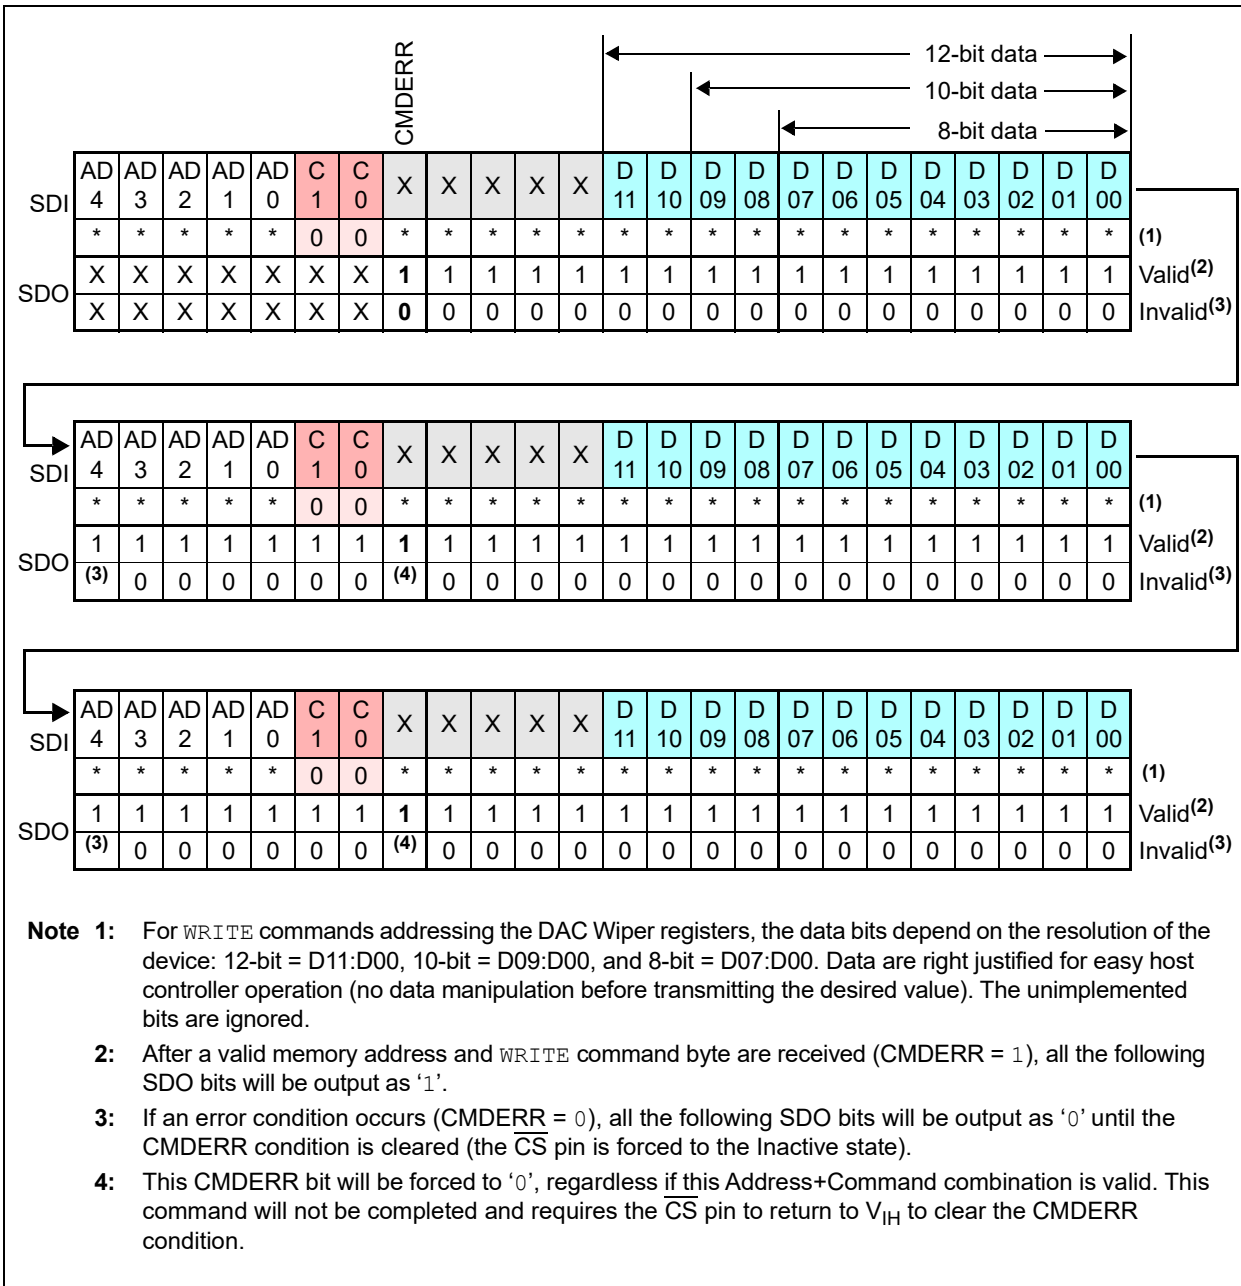 CMDERR
12-bit data
10-bit data
8-bit data
SDI AD4 AD3 AD2 AD1 AD0 C1 C0 X X X X X D11 D10 D09 D08 D07 D06 D05 D04 D03 D02 D01 D00
* * * * * 0 0 * * * * * * * * * * * * * * * * * (1)
SDO X X X X X X X 1 1 1 1 1 1 1 1 1 1 1 1 1 1 1 1 1 Valid(2)
X X X X X X X 0 0 0 0 0 0 0 0 0 0 0 0 0 0 0 0 0 Invalid(3)
SDI AD4 AD3 AD2 AD1 AD0 C1 C0 X X X X X D11 D10 D09 D08 D07 D06 D05 D04 D03 D02 D01 D00
* * * * * 0 0 * * * * * * * * * * * * * * * * * (1)
SDO 1 1 1 1 1 1 1 1 1 1 1 1 1 1 1 1 1 1 1 1 1 1 1 1 Valid(2)
(3) 0 0 0 0 0 0 (4) 0 0 0 0 0 0 0 0 0 0 0 0 0 0 0 0 Invalid(3)
SDI AD4 AD3 AD2 AD1 AD0 C1 C0 X X X X X D11 D10 D09 D08 D07 D06 D05 D04 D03 D02 D01 D00
* * * * * 0 0 * * * * * * * * * * * * * * * * * (1)
SDO 1 1 1 1 1 1 1 1 1 1 1 1 1 1 1 1 1 1 1 1 1 1 1 1 Valid(2)
(3) 0 0 0 0 0 0 (4) 0 0 0 0 0 0 0 0 0 0 0 0 0 0 0 0 Invalid(3)
Note 1: For WRITE commands addressing the DAC Wiper registers, the data bits depend on the resolution of the
device: 12-bit = D11:D00, 10-bit = D09:D00, and 8-bit = D07:D00. Data are right justified for easy host
controller operation (no data manipulation before transmitting the desired value). The unimplemented
bits are ignored.
2: After a valid memory address and WRITE command byte are received (CMDERR = 1), all the following
SDO bits will be output as ‘1’.
3: If an error condition occurs (CMDERR = 0), all the following SDO bits will be output as ‘0’ until the
CMDERR condition is cleared (the CS pin is forced to the Inactive state).
4: This CMDERR bit will be forced to ‘0’, regardless if this Address+Command combination is valid. This
command will not be completed and requires the CS pin to return to VIH to clear the CMDERR
condition.